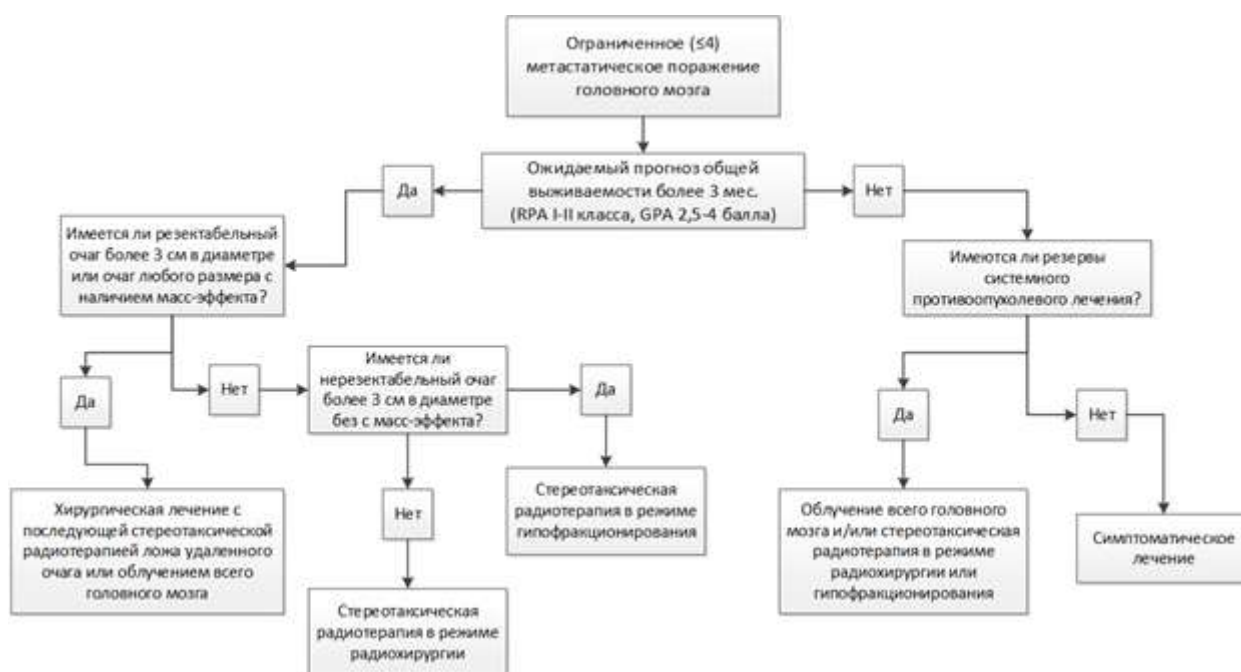 Ограниченное (≤4)
метастатическое поражение
головного мозга
Ожидаемый прогноз общей
выживаемости более 3 мес.
(RPA I-II класса, GPA 2,5-4 балла)
Да
Нет
Имеется ли резектабельный
очаг более 3 см в диаметре
или очаг любого размера с
наличием масс-эффекта?
Имеются ли резервы
системного
противоопухолевого лечения?
Да
Нет
Имеется ли
нерезектабельный очаг
более 3 см в диаметре
без с масс-эффекта?
Да
Да
Нет
Хирургическая лечение с
последующей стереотаксической
радиотерапией ложа удаленного
очага или облучением всего
головного мозга
Нет
Стереотаксическая
радиотерапия в режиме
гипофракционирования
Облучение всего головного
мозга и/или стереотаксическая
радиотерапия в режиме
радиохирургии или
гипофракционирования
Симптоматическое
лечение
Стереотаксическая
радиотерапия в режиме
радиохирургии